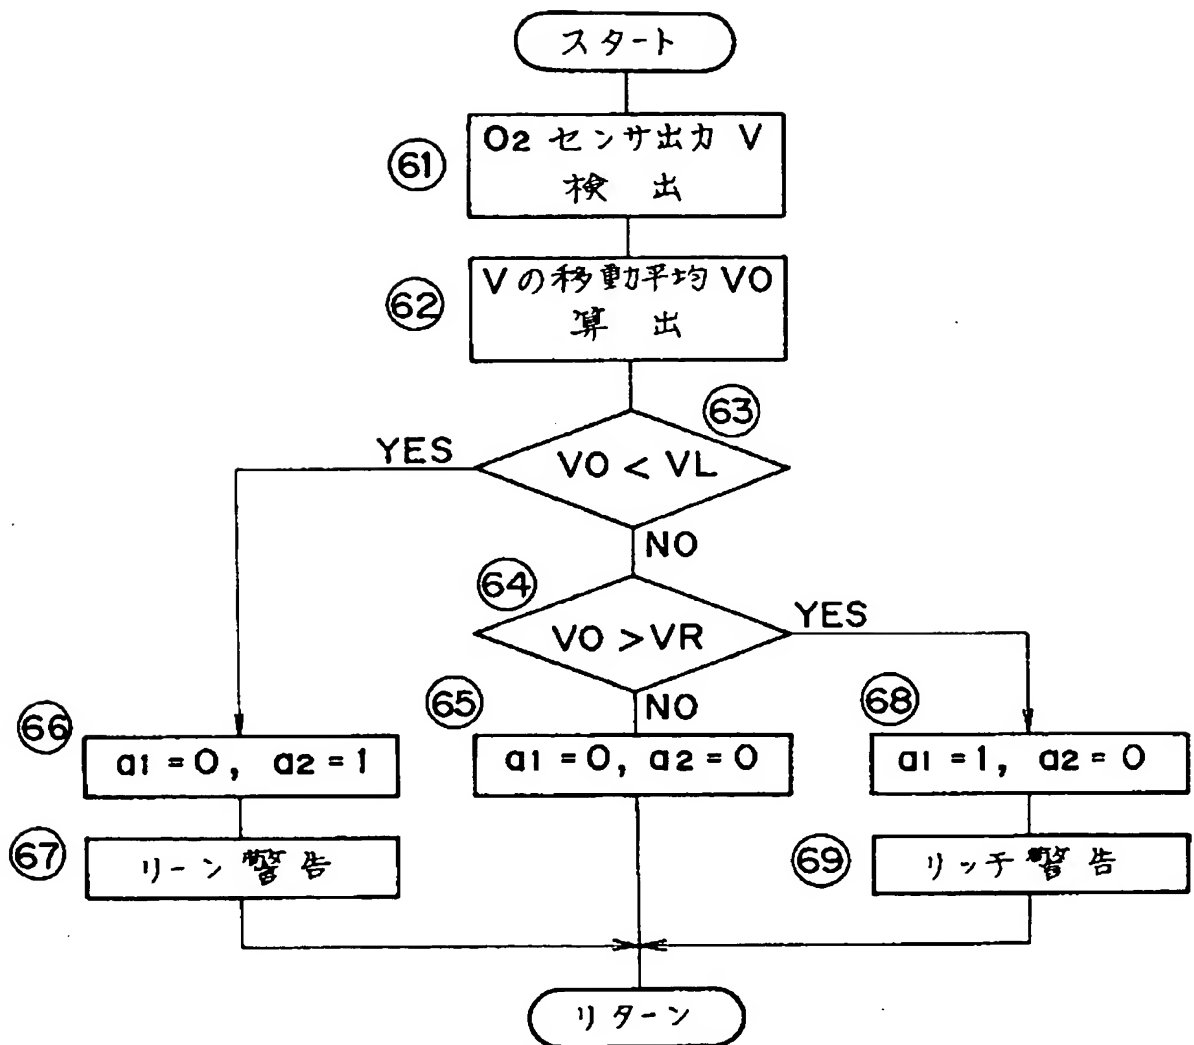 スタート
61
O2 センサ出力 V
検 出
62
Vの移動平均 VO
算 出
63
VO < VL
YES
NO
64
VO > VR
YES
NO
66
a1 = 0, a2 = 1
65
a1 = 0, a2 = 0
68
a1 = 1, a2 = 0
67
リーン警告
69
リッチ警告
リターン